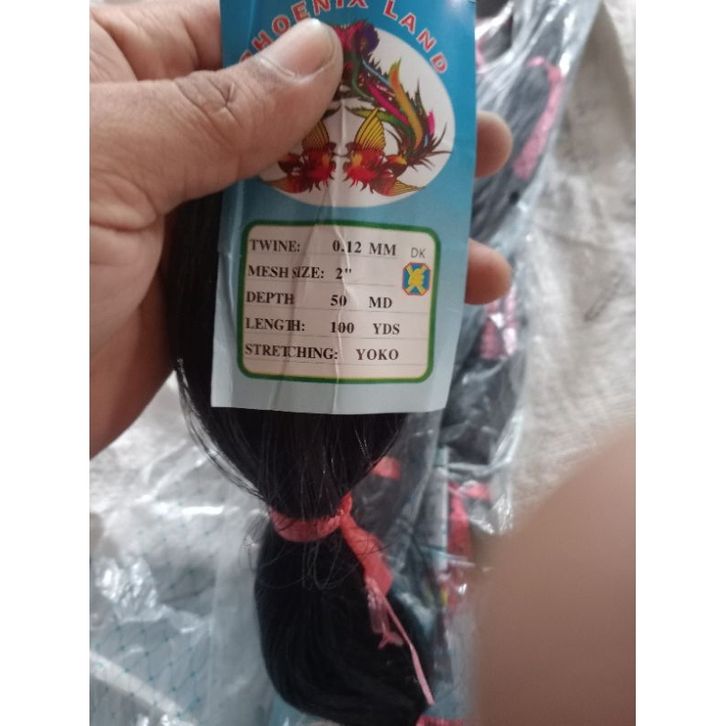 PHOENIX LAND
TWINE: 0.12 MM DK
MESH SIZE: 2"
DEPTH 50 MD
LENGTH: 100 YDS
STRETCHING: YOKO